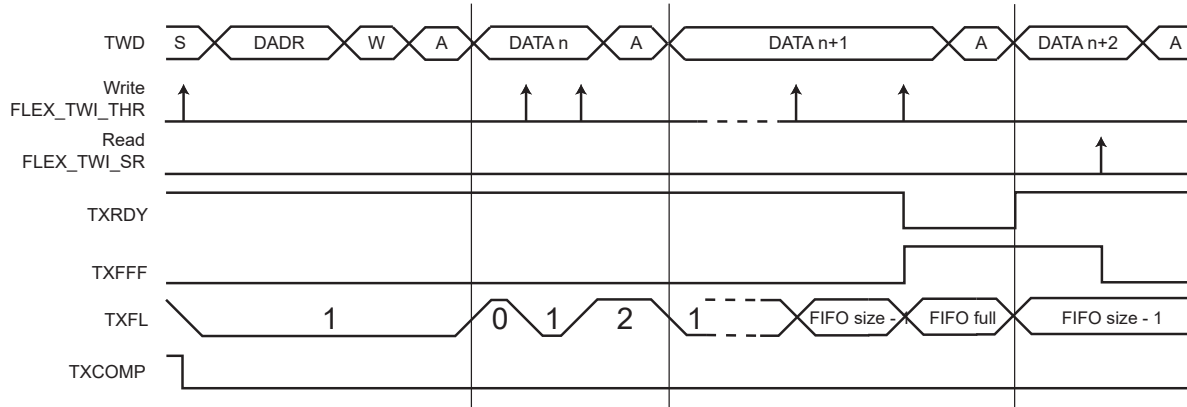 TWD S DADR W A DATA n A DATA n+1 A DATA n+2 A
Write
FLEX_TWI_THR
Read
FLEX_TWI_SR
TXRDY
TXFFF
TXFL 1 0 1 2 1 FIFO size - 1 FIFO full FIFO size - 1
TXCOMP